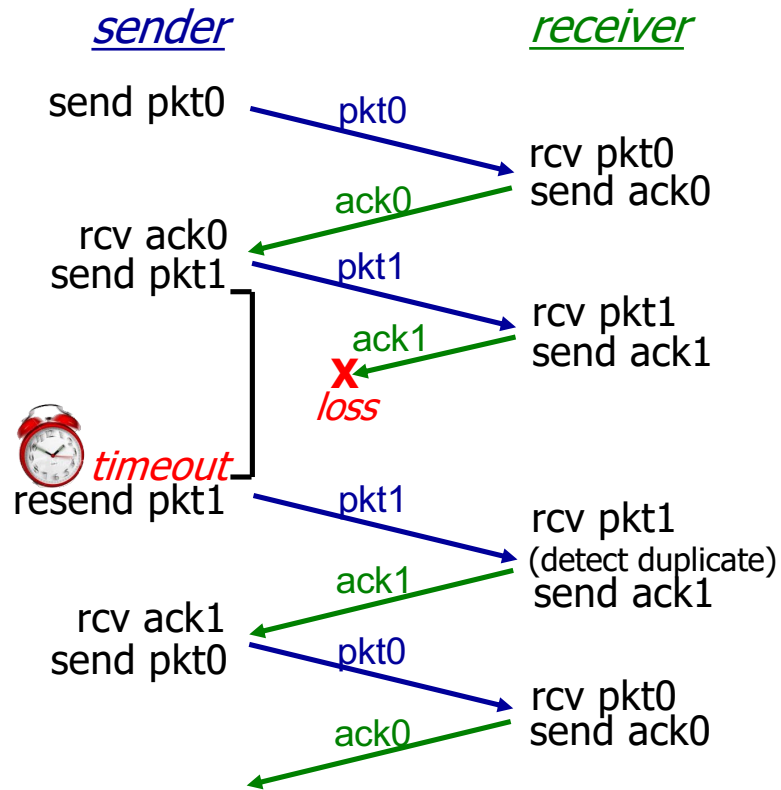 sender
receiver
send pkt0
pkt0
rcv pkt0
send ack0
ack0
rcv ack0
send pkt1
pkt1
rcv pkt1
send ack1
ack1
X
loss
timeout
resend pkt1
pkt1
rcv pkt1
(detect duplicate)
send ack1
ack1
rcv ack1
send pkt0
pkt0
rcv pkt0
send ack0
ack0